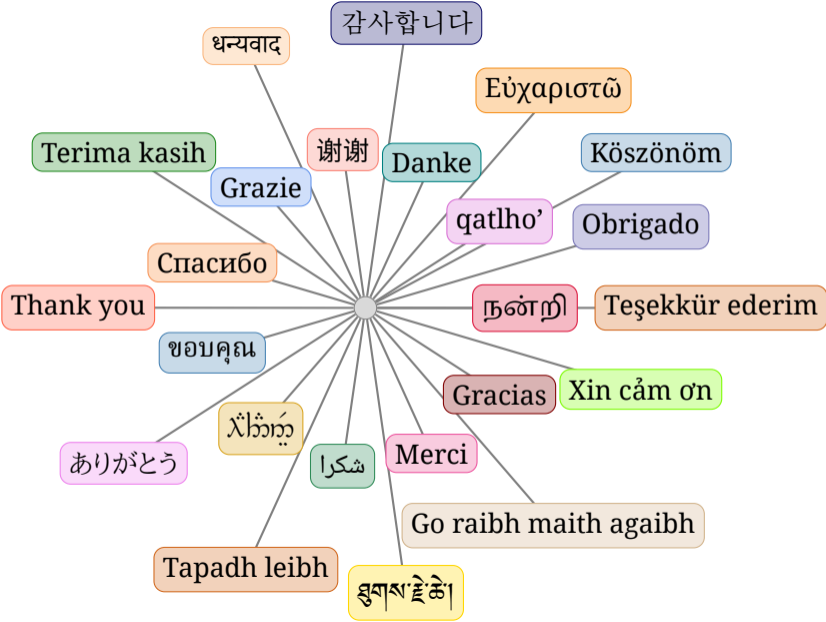 감사합니다
धन्यवाद
Εὐχαριστῶ
谢谢
Danke
Köszönöm
Terima kasih
Grazie
qatlho’
Obrigado
Спасибо
Thank you
நன்றி
Teşekkür ederim
ขอบคุณ
Gracias
Xin cảm ơn
ありがとう
شكرا
Merci
Go raibh maith agaibh
Tapadh leibh
ཐུགས་རྗེ་ཆེ།